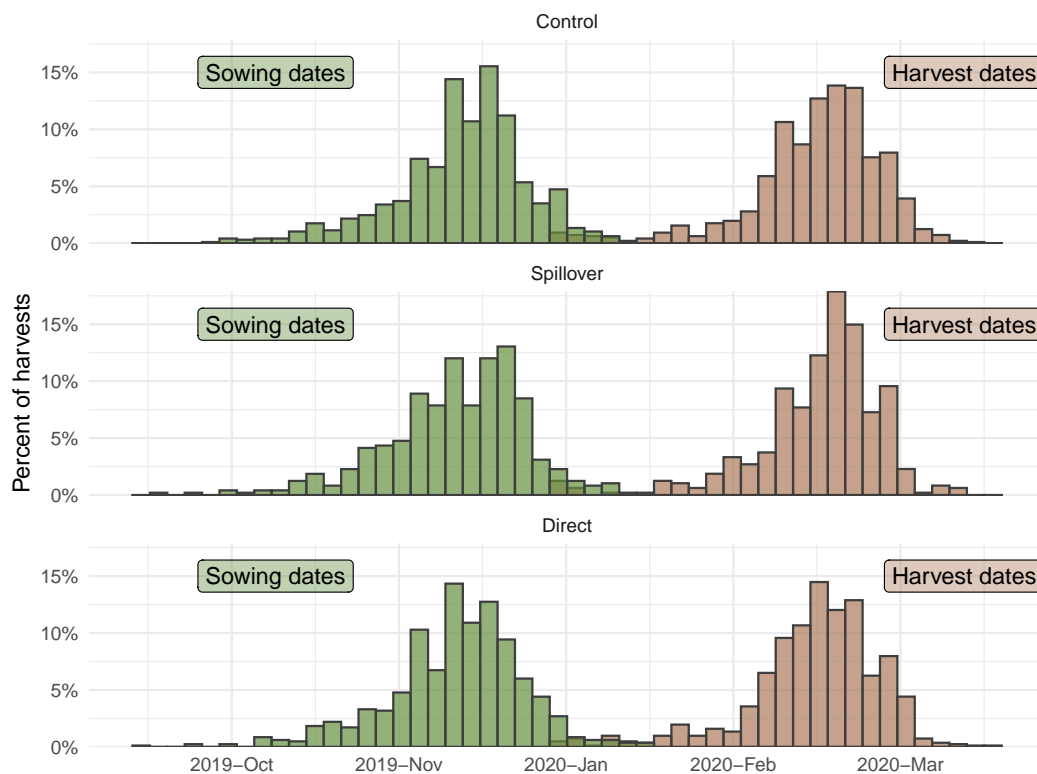 Control
Sowing dates
Harvest dates
15%
10%
5%
0%
Spillover
Sowing dates
Harvest dates
15%
10%
5%
0%
Percent of harvests
Direct
Sowing dates
Harvest dates
15%
10%
5%
0%
2019−Oct
2019−Nov
2020−Jan
2020−Feb
2020−Mar